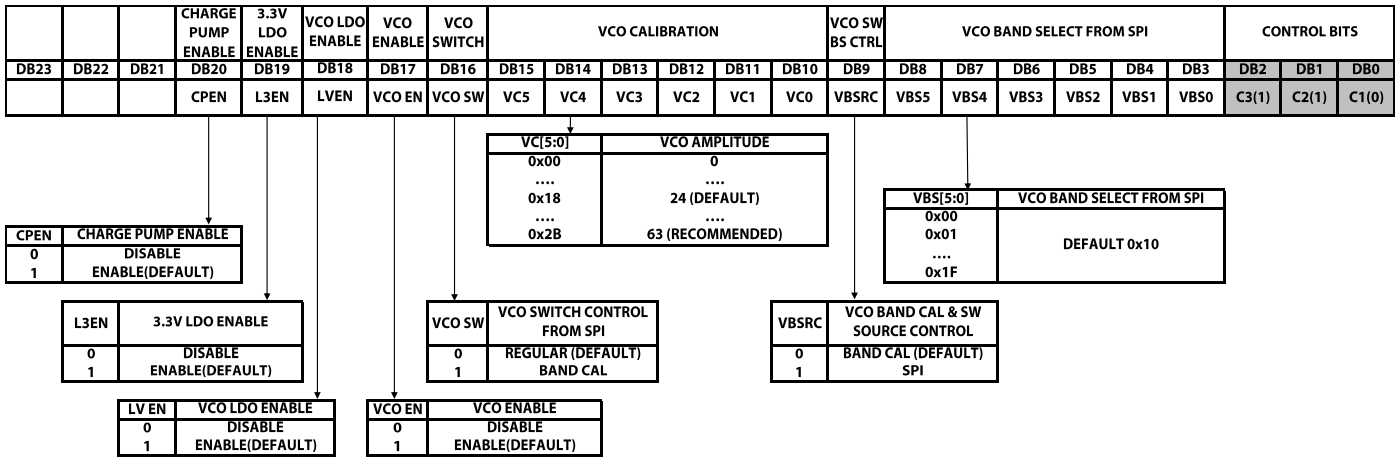 CHARGE PUMP ENABLE 3.3V LDO ENABLE VCO LDO ENABLE VCO ENABLE VCO SWITCH VCO CALIBRATION VCO SW BS CTRL VCO BAND SELECT FROM SPI CONTROL BITS
DB23 DB22 DB21 DB20 DB19 DB18 DB17 DB16 DB15 DB14 DB13 DB12 DB11 DB10 DB9 DB8 DB7 DB6 DB5 DB4 DB3 DB2 DB1 DB0
CPEN L3EN LVEN VCO EN VCO SW VC5 VC4 VC3 VC2 VC1 VC0 VBSRC VBS5 VBS4 VBS3 VBS2 VBS1 VBS0 C3(1) C2(1) C1(0)
VC[5:0] VCO AMPLITUDE
0x00 0
.... ....
0x18 24 (DEFAULT)
.... ....
0x2B 63 (RECOMMENDED)
VBS[5:0] VCO BAND SELECT FROM SPI
0x00
0x01
DEFAULT 0x10
....
0x1F
CPEN CHARGE PUMP ENABLE
0 DISABLE
1 ENABLE(DEFAULT)
L3EN 3.3V LDO ENABLE
0 DISABLE
1 ENABLE(DEFAULT)
VCO SW VCO SWITCH CONTROL FROM SPI
0 REGULAR (DEFAULT)
1 BAND CAL
VBSRC VCO BAND CAL & SW SOURCE CONTROL
0 BAND CAL (DEFAULT)
1 SPI
LV EN VCO LDO ENABLE
0 DISABLE
1 ENABLE(DEFAULT)
VCO EN VCO ENABLE
0 DISABLE
1 ENABLE(DEFAULT)